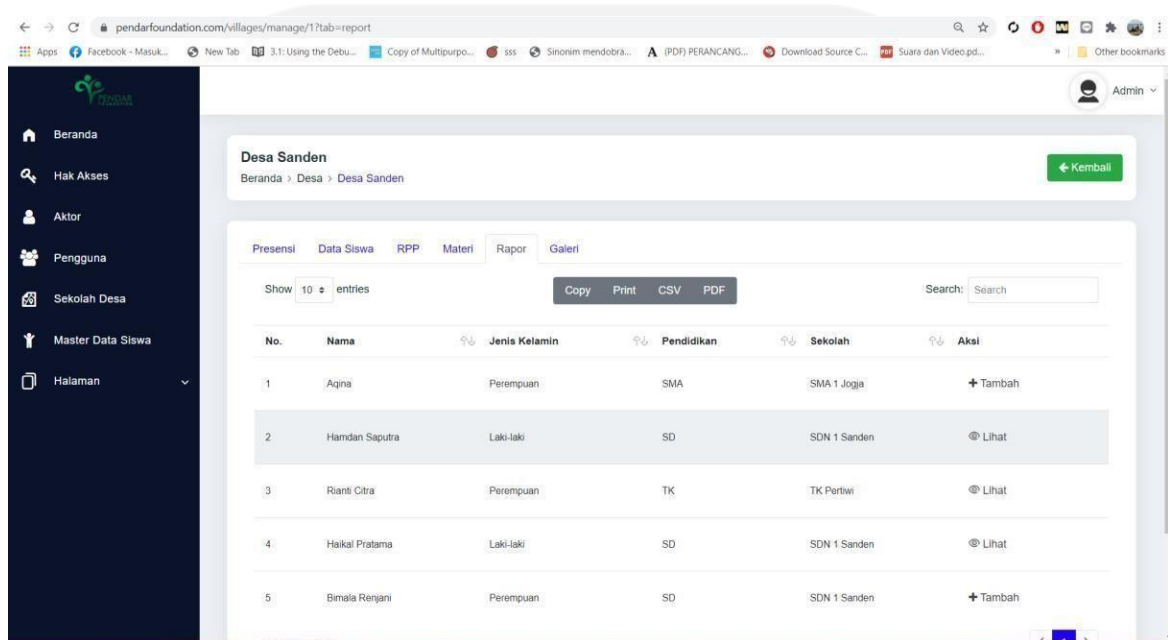 pendarfoundation.com/villages/manage/1?tab=report
Apps Facebook - Masuk... New Tab 3.1: Using the Debu... Copy of Multipurpo... sss Sinonim mendobra... (PDF) PERANCANG... Download Source C... Suara dan Video.pd... » Other bookmarks
PENDAR
Admin
Beranda
Hak Akses
Aktor
Pengguna
Sekolah Desa
Master Data Siswa
Halaman
Desa Sanden
Beranda > Desa > Desa Sanden
Kembali
Presensi Data Siswa RPP Materi Rapor Galeri
Show 10 entries Copy Print CSV PDF Search: Search
No. Nama Jenis Kelamin Pendidikan Sekolah Aksi
1 Aqina Perempuan SMA SMA 1 Jogja + Tambah
2 Hamdan Saputra Laki-laki SD SDN 1 Sanden Lihat
3 Rianti Citra Perempuan TK TK Pertiwi Lihat
4 Haikal Pratama Laki-laki SD SDN 1 Sanden Lihat
5 Bimala Renjani Perempuan SD SDN 1 Sanden + Tambah